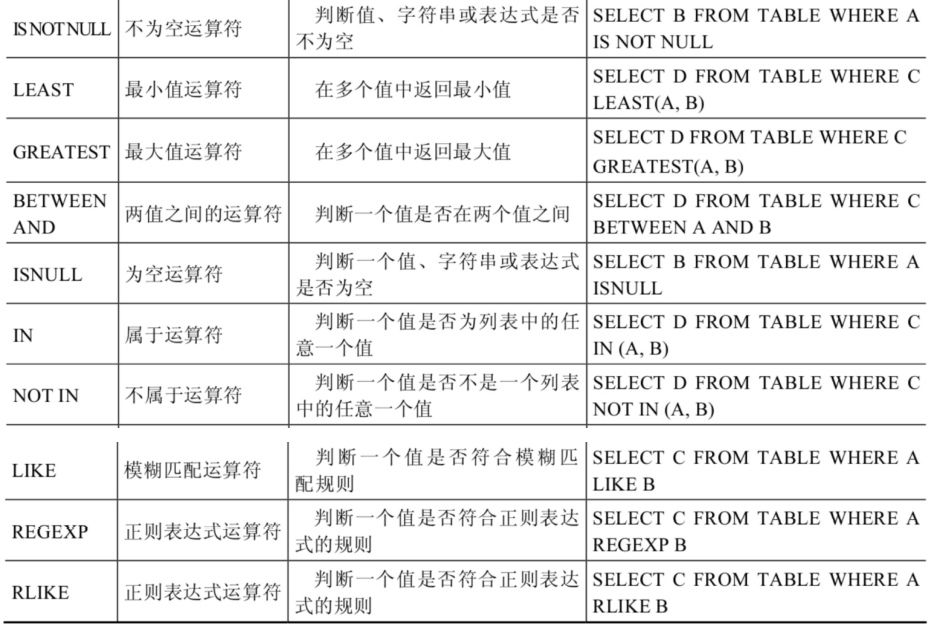 IS NOT NULL 不为空运算符 判断值、字符串或表达式是否 SELECT B FROM TABLE WHERE A
不为空 IS NOT NULL
LEAST 最小值运算符 在多个值中返回最小值 SELECT D FROM TABLE WHERE C
LEAST(A, B)
GREATEST 最大值运算符 在多个值中返回最大值 SELECT D FROM TABLE WHERE C
GREATEST(A, B)
BETWEEN 两值之间的运算符 判断一个值是否在两个值之间 SELECT D FROM TABLE WHERE C
AND BETWEEN A AND B
ISNULL 为空运算符 判断一个值、字符串或表达式 SELECT B FROM TABLE WHERE A
是否为空 ISNULL
IN 属于运算符 判断一个值是否为列表中的任 SELECT D FROM TABLE WHERE C
意一个值 IN (A, B)
NOT IN 不属于运算符 判断一个值是否不是一个列表 SELECT D FROM TABLE WHERE C
中的任意一个值 NOT IN (A, B)
LIKE 模糊匹配运算符 判断一个值是否符合模糊匹 SELECT C FROM TABLE WHERE A
配规则 LIKE B
REGEXP 正则表达式运算符 判断一个值是否符合正则表达 SELECT C FROM TABLE WHERE A
式的规则 REGEXP B
RLIKE 正则表达式运算符 判断一个值是否符合正则表达 SELECT C FROM TABLE WHERE A
式的规则 RLIKE B